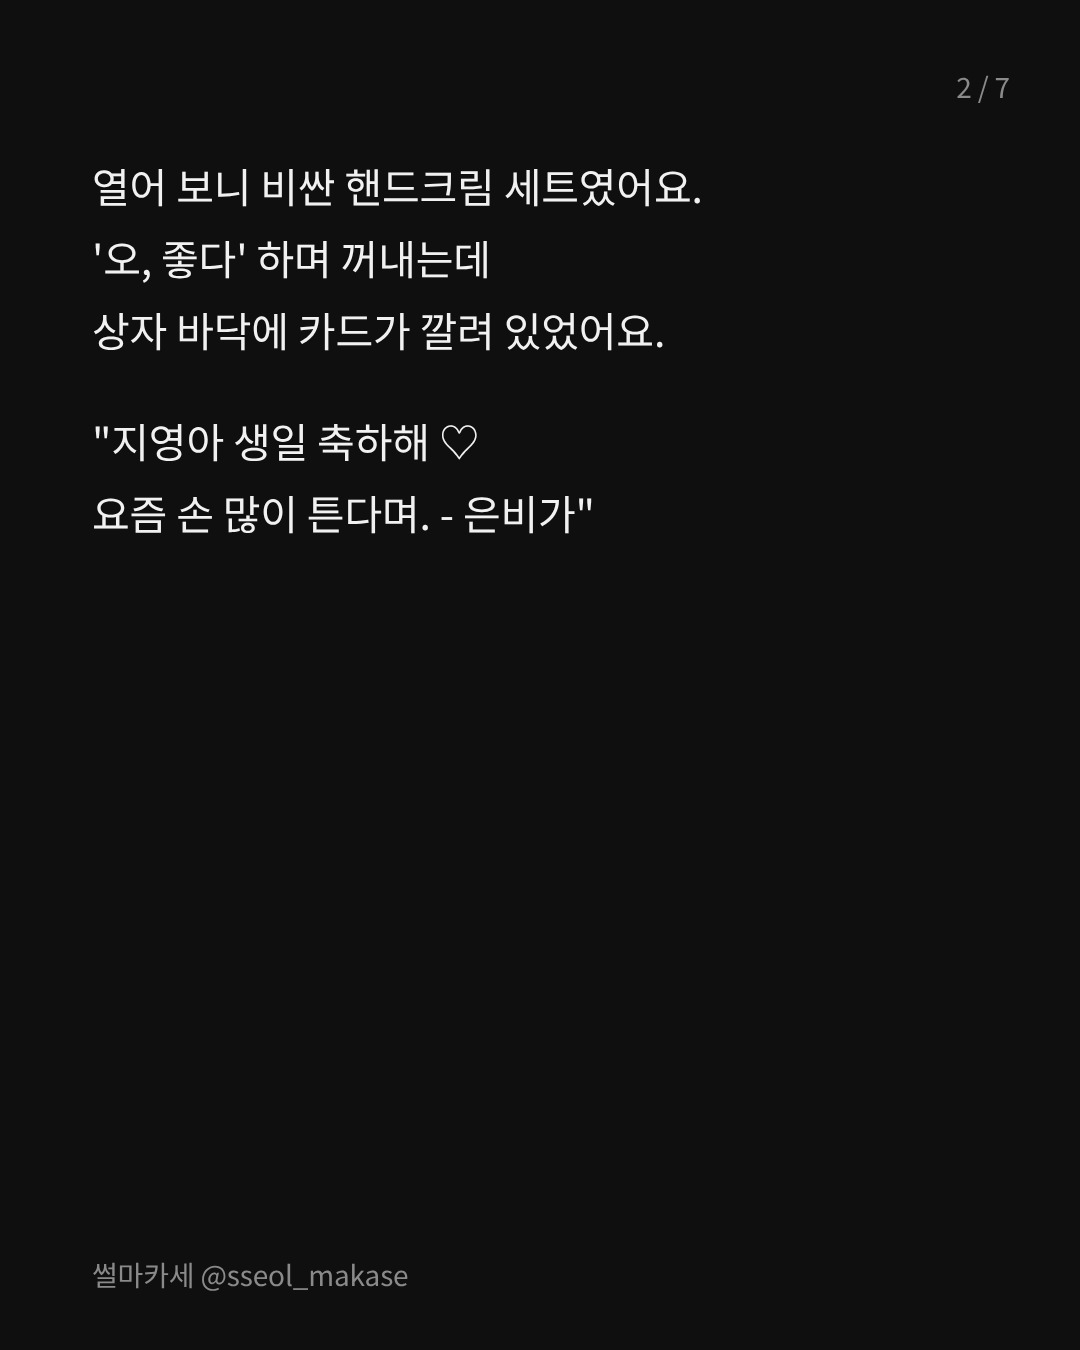 2 / 7
열어 보니 비싼 핸드크림 세트였어요.
'오, 좋다' 하며 꺼내는데
상자 바닥에 카드가 깔려 있었어요.
"지영아 생일 축하해 ♡
요즘 손 많이 튼다며. - 은비가"
썰마카세 @sseol_makase